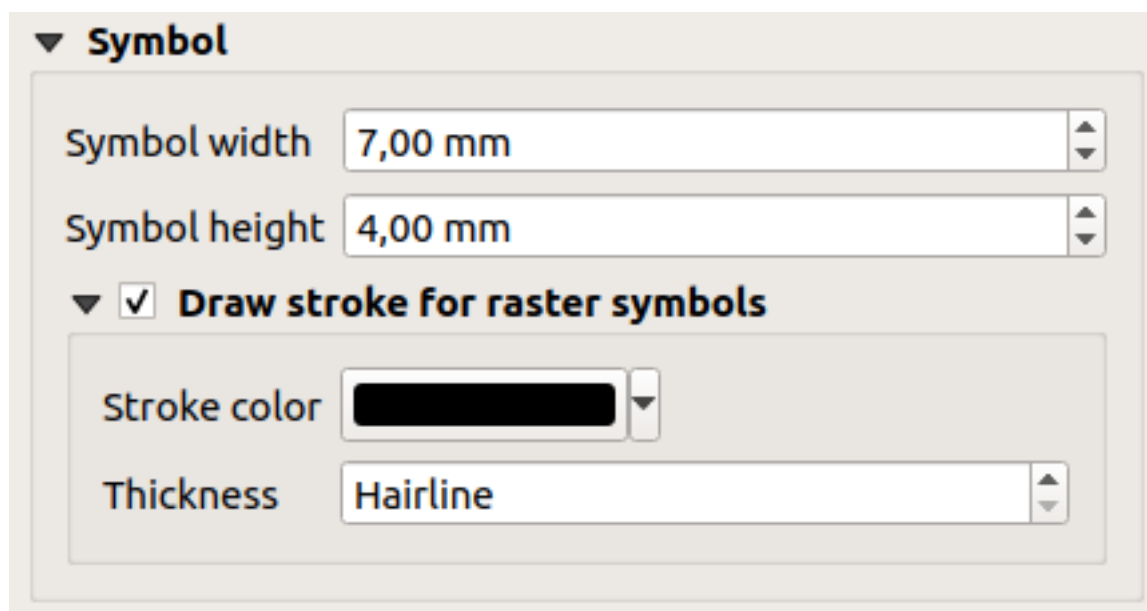 Symbol
Symbol width 7,00 mm
Symbol height 4,00 mm
Draw stroke for raster symbols
Stroke color
Thickness Hairline